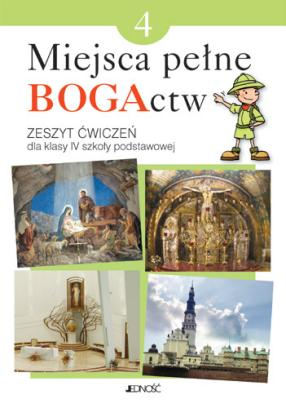 4
Miejsca pełne
BOGActw
ZESZYT ĆWICZEŃ
dla klasy IV szkoły podstawowej
JEDNOŚĆ